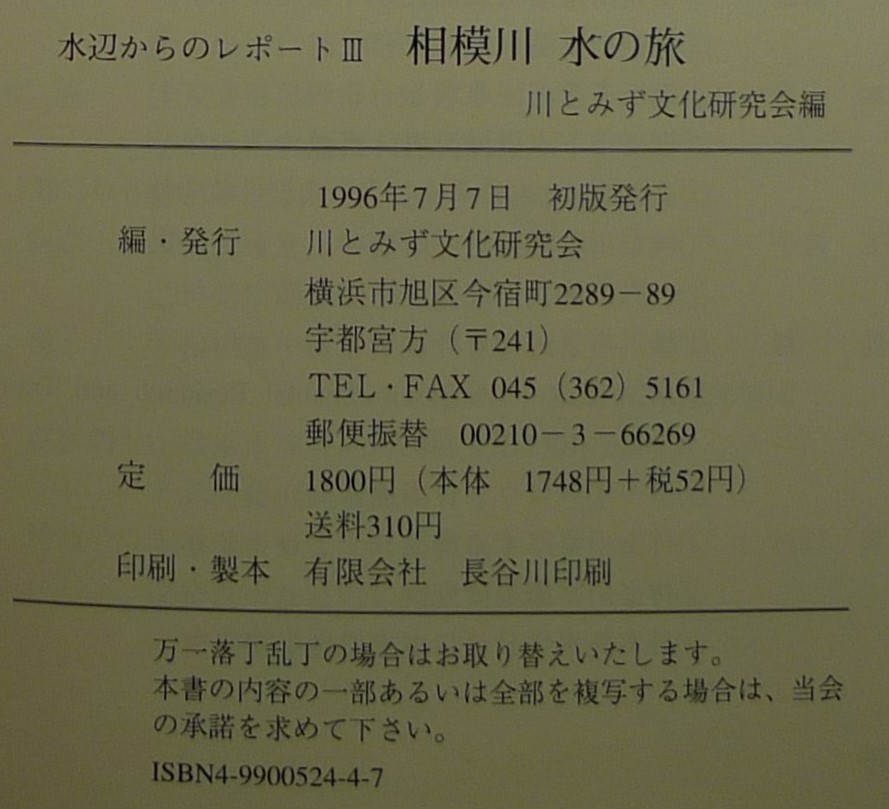 水辺からのレポートⅢ 相模川 水の旅
川とみず文化研究会編
1996年7月7日 初版発行
編・発行 川とみず文化研究会
横浜市旭区今宿町2289－89
宇都宮方（〒241）
TEL・FAX 045（362）5161
郵便振替 00210－3－66269
定 価 1800円（本体 1748円＋税52円）
送料310円
印刷・製本 有限会社 長谷川印刷
万一落丁乱丁の場合はお取り替えいたします。
本書の内容の一部あるいは全部を複写する場合は、当会
の承諾を求めて下さい。
ISBN4-9900524-4-7